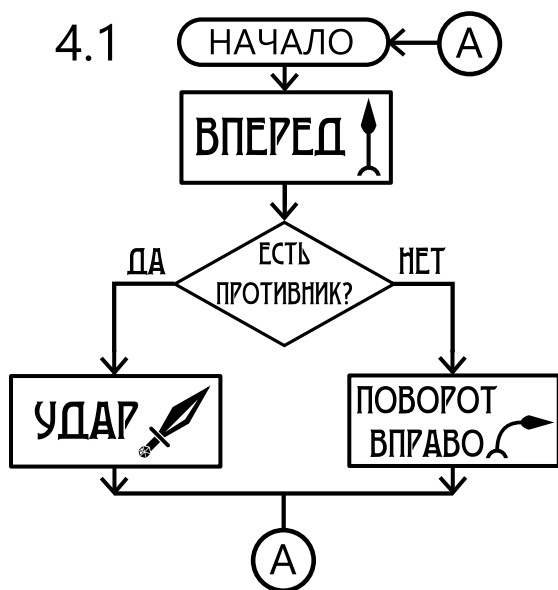 4.1
НАЧАЛО
А
ВПЕРЕД
ЕСТЬ
ПРОТИВНИК?
ДА
НЕТ
УДАР
ПОВОРОТ
ВПРАВО
А